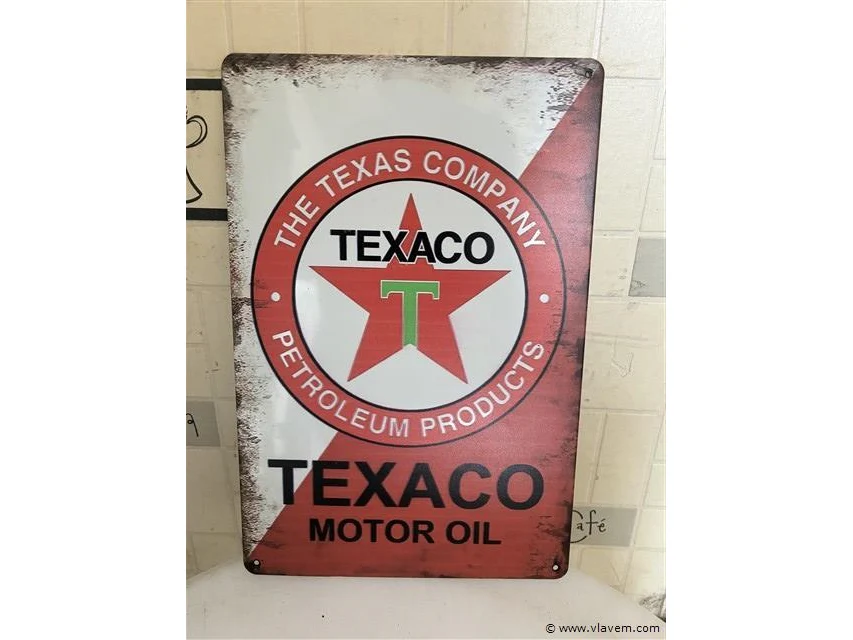 THE TEXAS COMPANY
TEXACO
T
PETROLEUM PRODUCTS
TEXACO
MOTOR OIL
Café
© www.vlavem.com